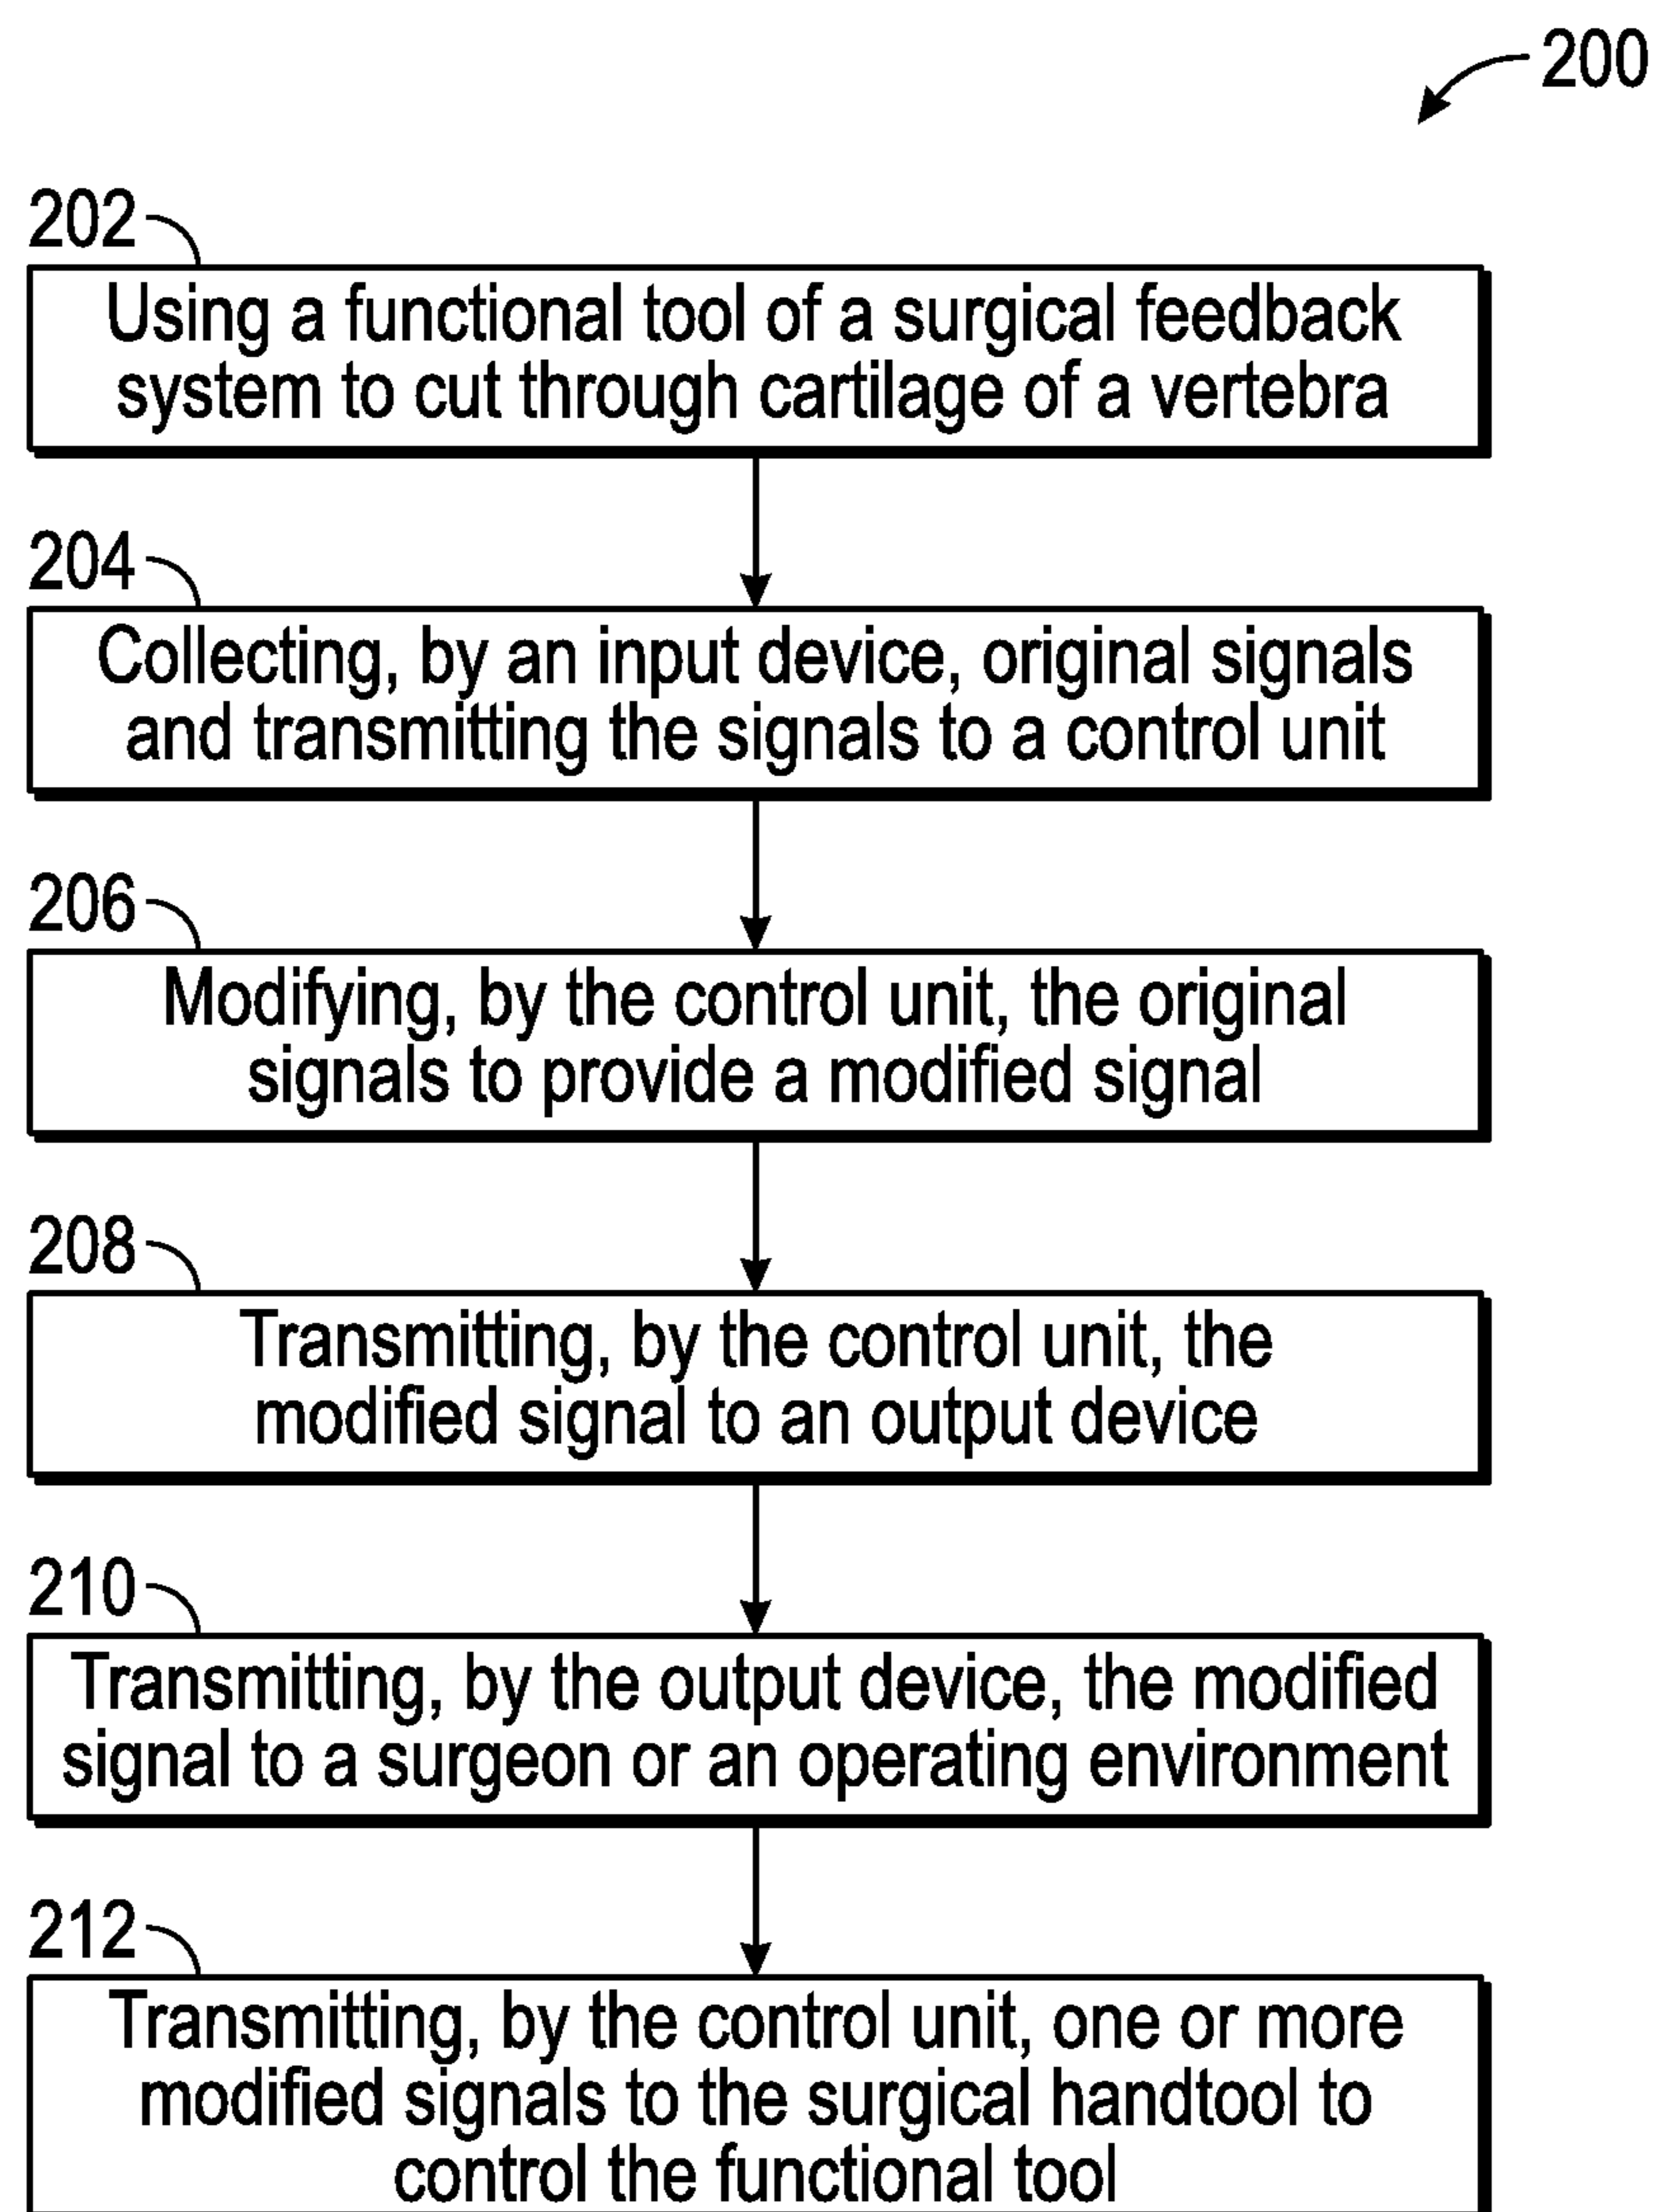 200
202
Using a functional tool of a surgical feedback
system to cut through cartilage of a vertebra
204
Collecting, by an input device, original signals
and transmitting the signals to a control unit
206
Modifying, by the control unit, the original
signals to provide a modified signal
208
Transmitting, by the control unit, the
modified signal to an output device
210
Transmitting, by the output device, the modified
signal to a surgeon or an operating environment
212
Transmitting, by the control unit, one or more
modified signals to the surgical handtool to
control the functional tool